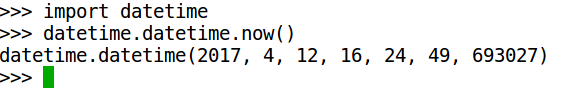 >>> import datetime
>>> datetime.datetime.now()
datetime.datetime(2017, 4, 12, 16, 24, 49, 693027)
>>>